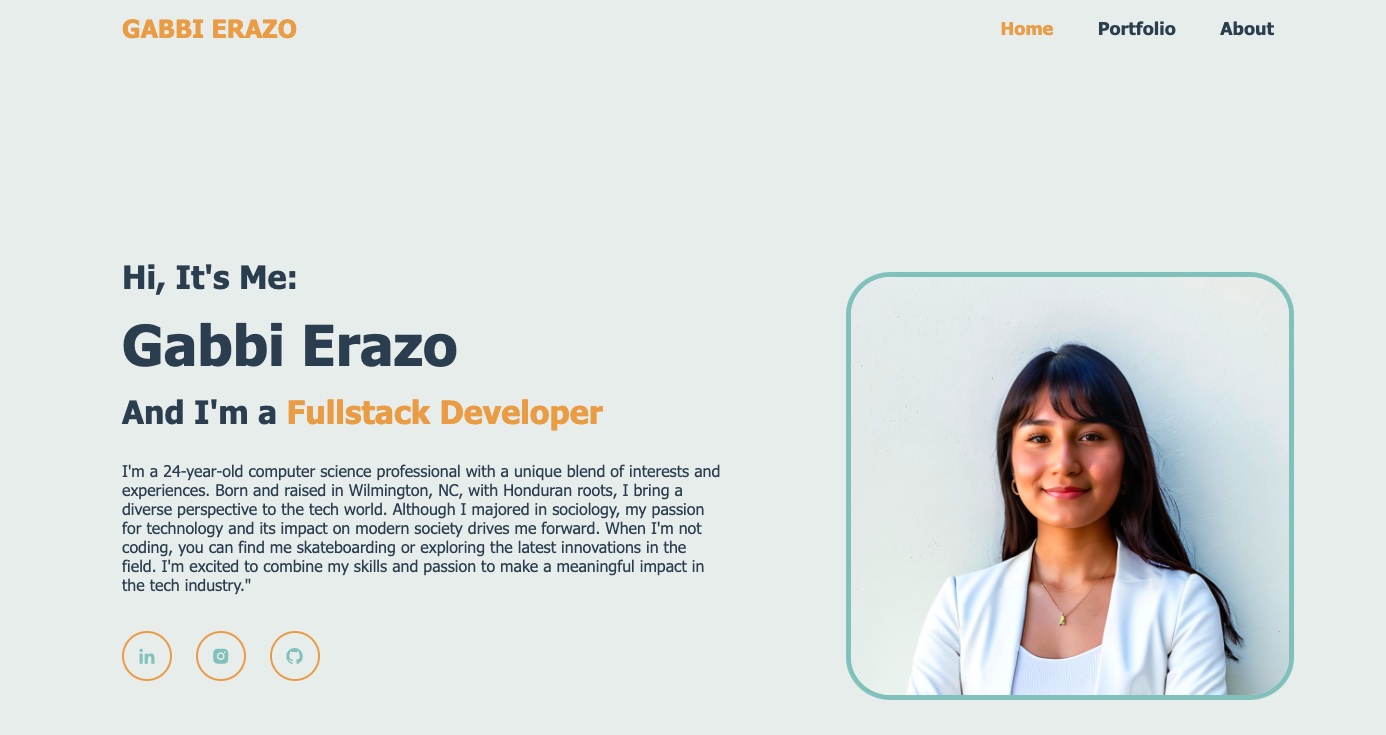 GABBI ERAZO
Home Portfolio About
Hi, It's Me:
Gabbi Erazo
And I'm a Fullstack Developer
I'm a 24-year-old computer science professional with a unique blend of interests and
experiences. Born and raised in Wilmington, NC, with Honduran roots, I bring a
diverse perspective to the tech world. Although I majored in sociology, my passion
for technology and its impact on modern society drives me forward. When I'm not
coding, you can find me skateboarding or exploring the latest innovations in the
field. I'm excited to combine my skills and passion to make a meaningful impact in
the tech industry."
in